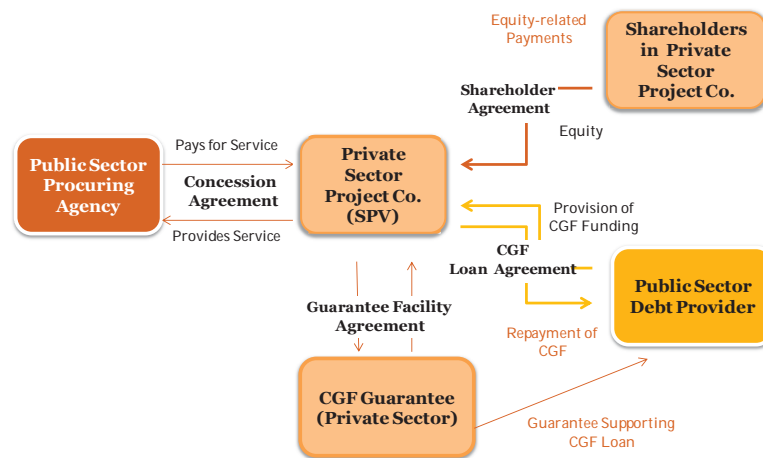 Equity-related
Payments
Shareholders
in Private
Sector
Project Co.
Shareholder
Agreement
Equity
Pays for Service
Public Sector
Procuring
Agency
Concession
Agreement
Provides Service
Private
Sector
Project Co.
(SPV)
Provision of
CGF Funding
CGF
Loan Agreement
Public Sector
Debt Provider
Guarantee Facility
Agreement
Repayment of
CGF
CGF Guarantee
(Private Sector)
Guarantee Supporting
CGF Loan